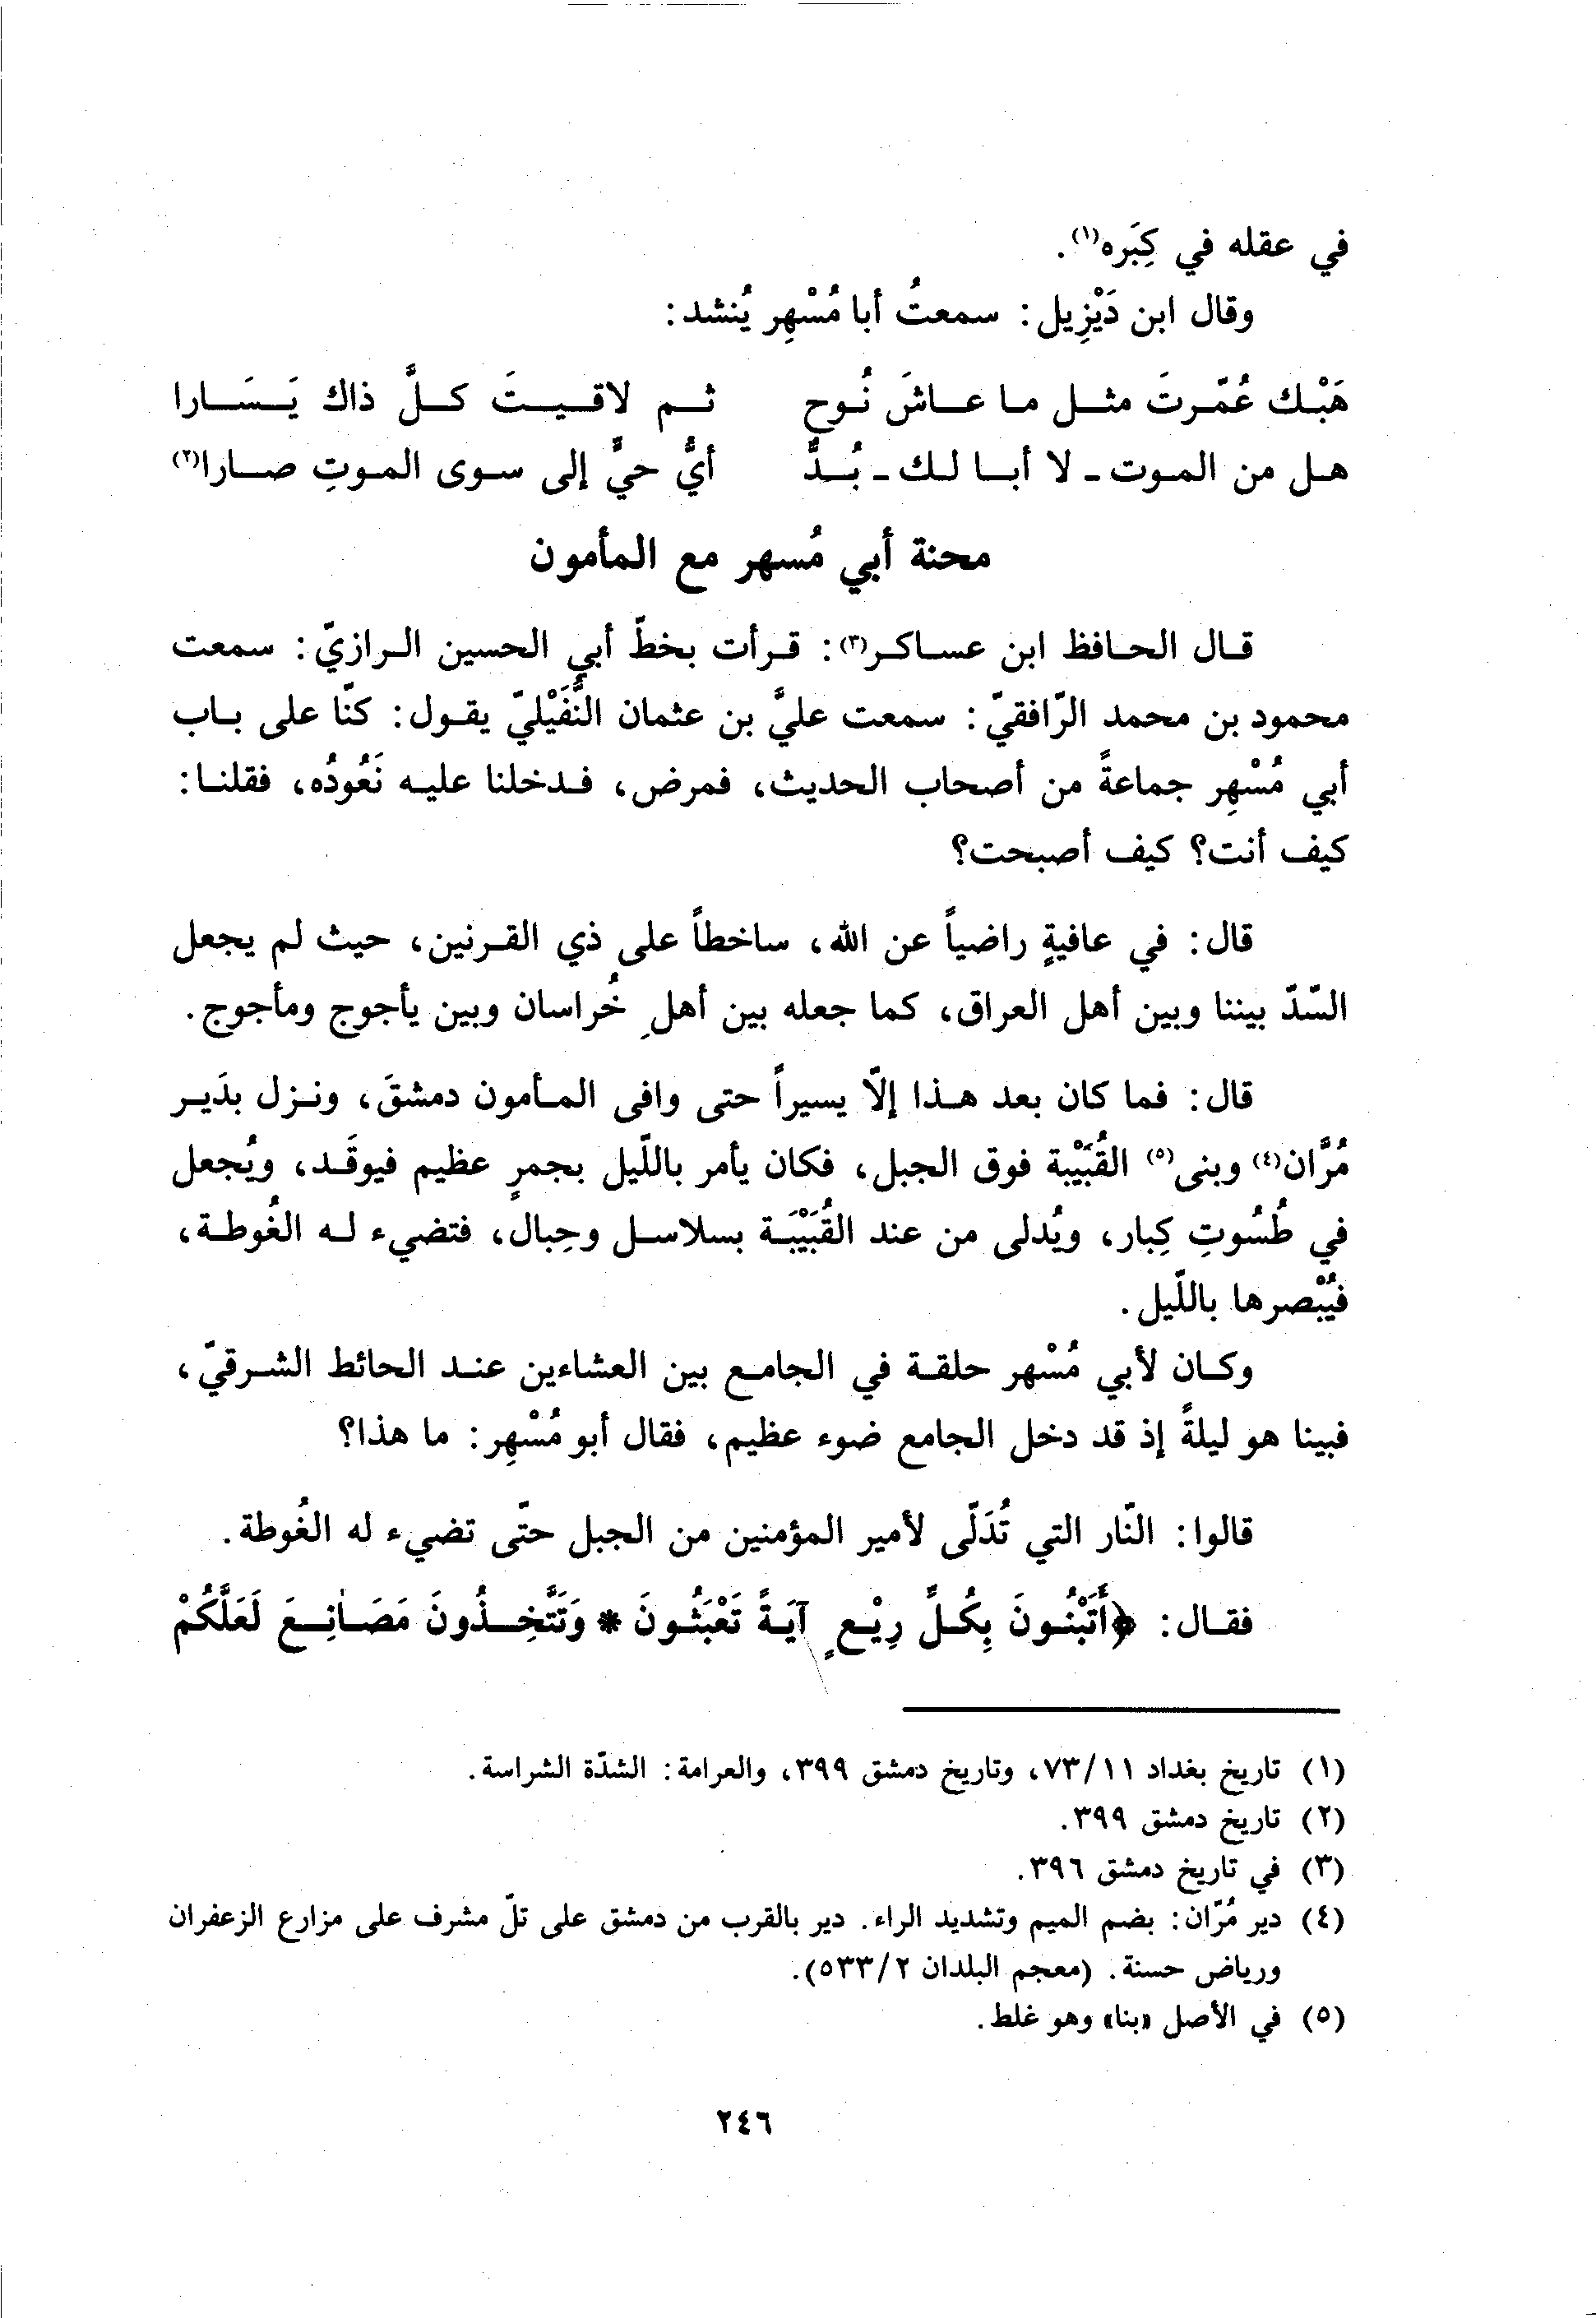 في عقله في كِبَره(١).
وقال ابن دَيْزِيل: سمعتُ أبا مُسْهِر يُنشد:
هَبْك عُمّرتَ مثل ما عاشَ نُوح ثم لاقيتَ كلَّ ذاك يَسَارا
هل من الموت ـ لا أبا لك ـ بُدٌّ أيُّ حيٍّ إلى سوى الموتِ صارا(٢)
محنة أبي مُسهر مع المأمون
قال الحافظ ابن عساكر(٣): قرأت بخطّ أبي الحسين الرازيّ: سمعت
محمود بن محمد الرّافقيّ: سمعت عليَّ بن عثمان النُّفَيْليّ يقول: كنّا على باب
أبي مُسْهِر جماعةً من أصحاب الحديث، فمرض، فدخلنا عليه نَعُودُه، فقلنا:
كيف أنت؟ كيف أصبحت؟
قال: في عافيةٍ راضياً عن الله، ساخطاً على ذي القرنين، حيث لم يجعل
السّدّ بيننا وبين أهل العراق، كما جعله بين أهلِ خُراسان وبين يأجوج ومأجوج.
قال: فما كان بعد هذا إلّا يسيراً حتى وافى المأمون دمشقَ، ونزل بدَير
مُرَّان(٤) وبنى(٥) القُبَيْبة فوق الجبل، فكان يأمر باللّيل بجمرٍ عظيم فيوقَد، ويُجعل
في طُسُوتِ كِبار، ويُدلى من عند القُبَيْبَة بسلاسل وحِبال، فتضيء له الغُوطة،
فيُبْصرها باللّيل.
وكان لأبي مُسْهر حلقة في الجامع بين العشاءين عند الحائط الشرقيّ،
فبينا هو ليلةً إذ قد دخل الجامع ضوء عظيم، فقال أبو مُسْهِر: ما هذا؟
قالوا: النّار التي تُدَلّى لأمير المؤمنين من الجبل حتّى تضيء له الغُوطة.
فقال: ﴿أَتَبْنُونَ بِكُلِّ رِيْعٍ آيَةً تَعْبَثُونَ * وَتَتَّخِذُونَ مَصَانِعَ لَعَلَّكُمْ
(١) تاريخ بغداد ٧٣/١١، وتاريخ دمشق ٣٩٩، والعرامة: الشدّة الشراسة.
(٢) تاريخ دمشق ٣٩٩.
(٣) في تاريخ دمشق ٣٩٦.
(٤) دير مُرّان: بضم الميم وتشديد الراء. دير بالقرب من دمشق على تلّ مشرف على مزارع الزعفران
ورياض حسنة. (معجم البلدان ٥٣٣/٢).
(٥) في الأصل «بنا» وهو غلط.
٢٤٦